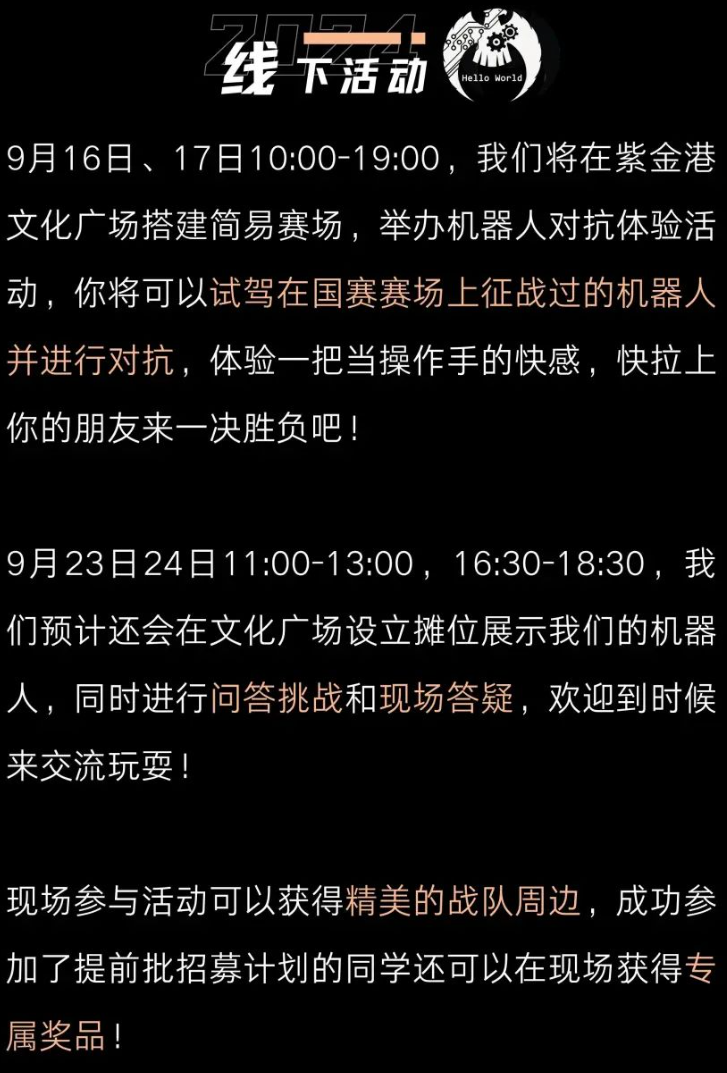 2024
线下活动
Hello World
9月16日、17日10:00-19:00，我们将在紫金港
文化广场搭建简易赛场，举办机器人对抗体验活
动，你将可以试驾在国赛赛场上征战过的机器人
并进行对抗，体验一把当操作手的快感，快拉上
你的朋友来一决胜负吧！
9月23日24日11:00-13:00，16:30-18:30，我
们预计还会在文化广场设立摊位展示我们的机器
人，同时进行问答挑战和现场答疑，欢迎到时候
来交流玩耍！
现场参与活动可以获得精美的战队周边，成功参
加了提前批招募计划的同学还可以在现场获得专
属奖品！